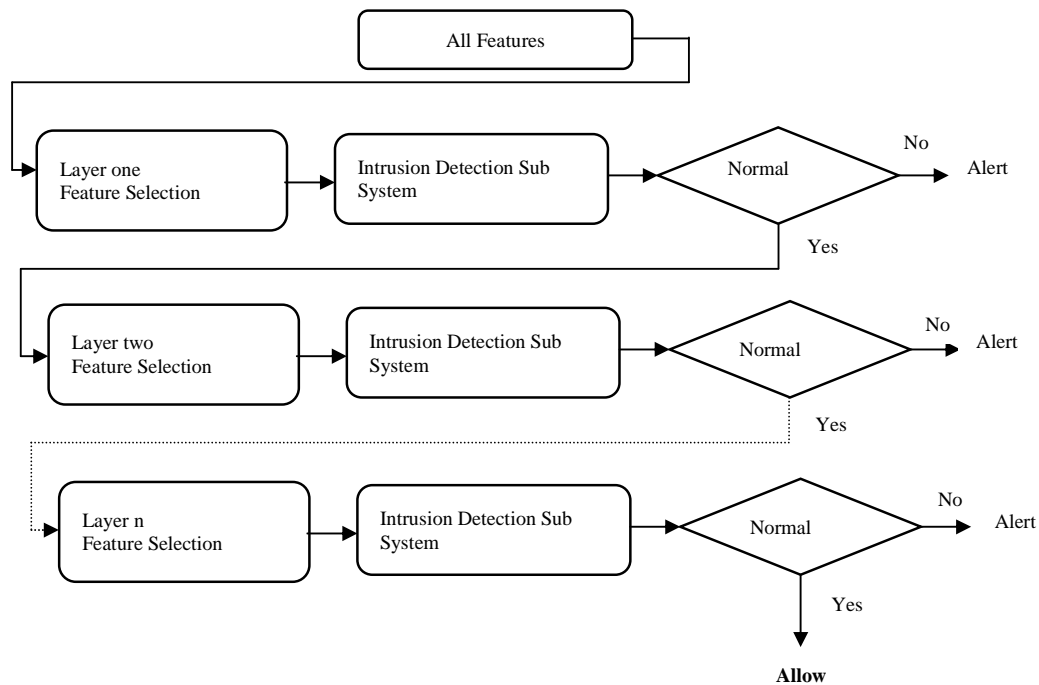 All Features
Layer one
Feature Selection
Intrusion Detection Sub
System
Normal
No
Alert
Yes
Layer two
Feature Selection
Intrusion Detection Sub
System
Normal
No
Alert
Yes
Layer n
Feature Selection
Intrusion Detection Sub
System
Normal
No
Alert
Yes
Allow